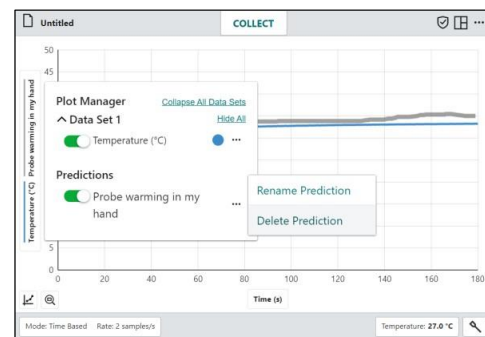 Untitled
COLLECT
50
45
Probe warming in my hand
Temperature (°C)
Plot Manager
Collapse All Data Sets
Data Set 1
Hide All
Temperature (°C)
Predictions
Probe warming in my
hand
Rename Prediction
Delete Prediction
5
0
0 20 40 60 80 100 120 140 160 180
Time (s)
Mode: Time Based Rate: 2 samples/s
Temperature: 27.0 °C